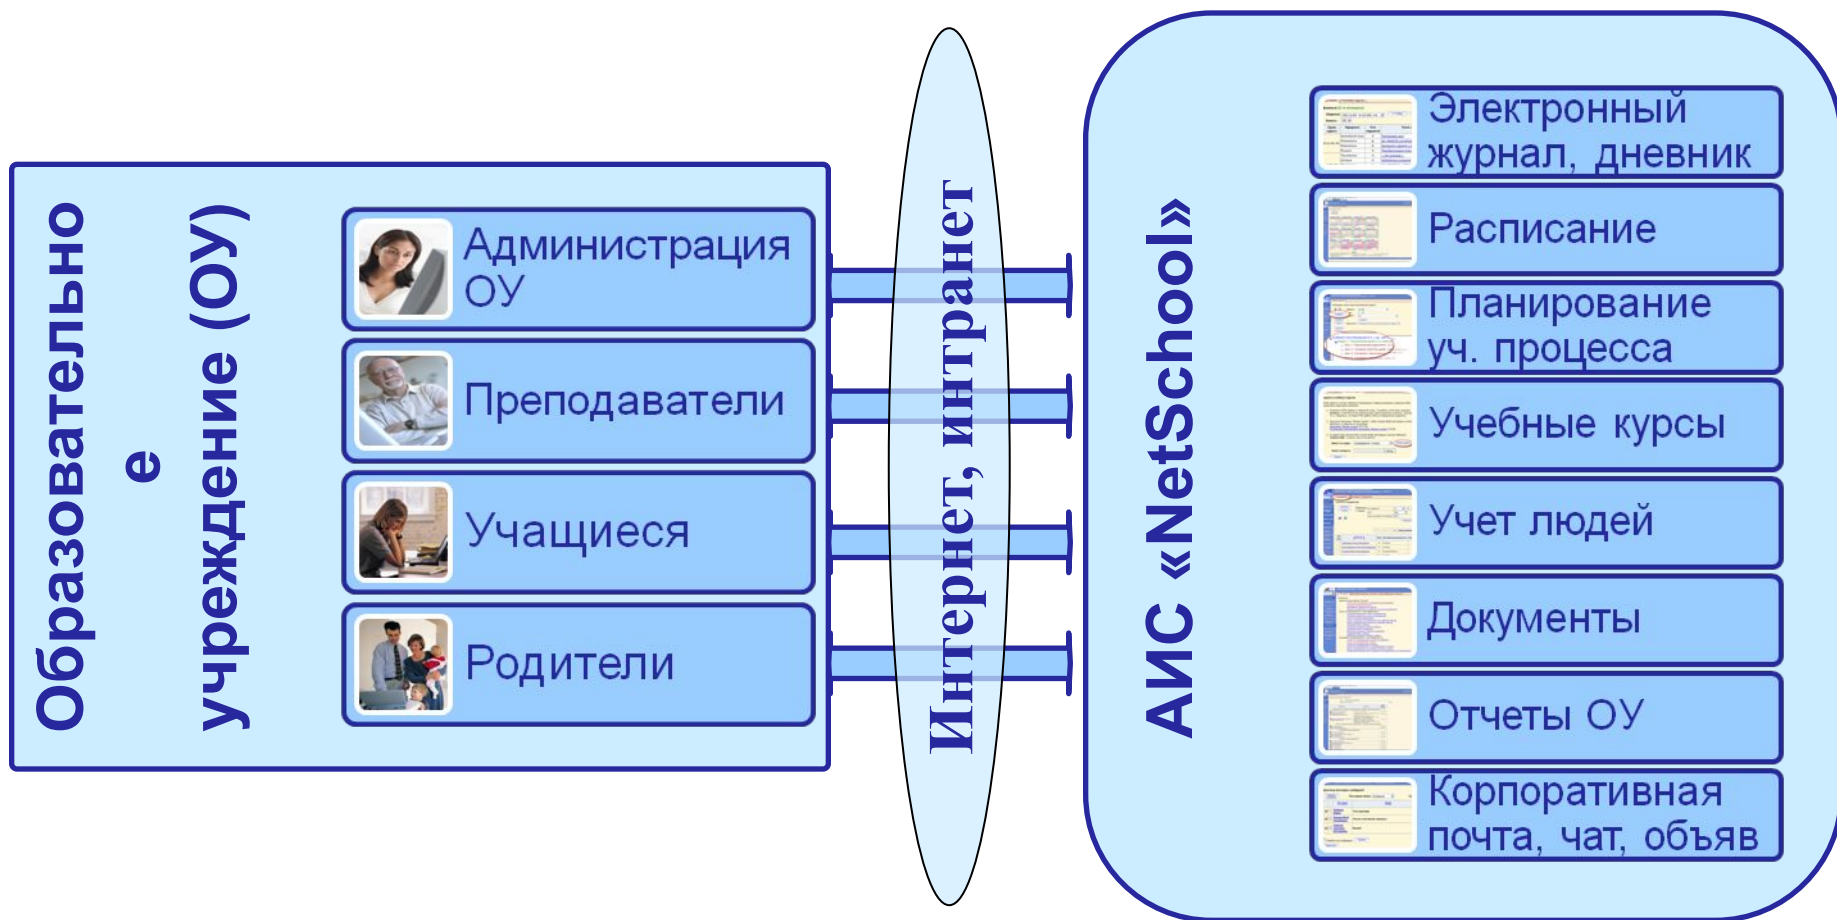 Образовательно
е
учреждение (ОУ)
Администрация
ОУ
Преподаватели
Учащиеся
Родители
Интернет, интранет
АИС «NetSchool»
Электронный
журнал, дневник
Расписание
Планирование
уч. процесса
Учебные курсы
Учет людей
Документы
Отчеты ОУ
Корпоративная
почта, чат, объяв